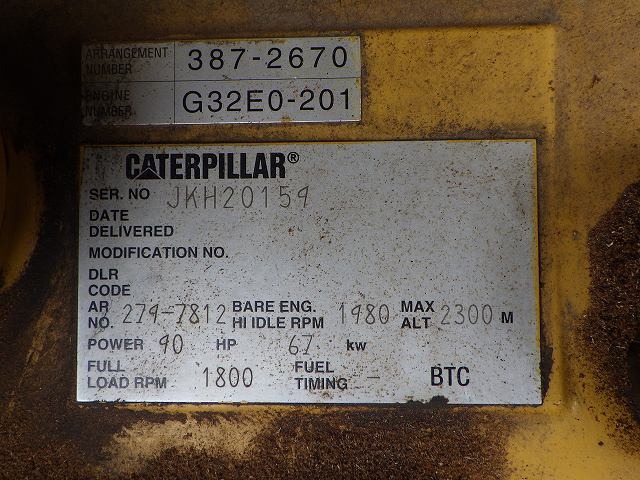 ARRANGEMENT NUMBER 387-2670
ENGINE NUMBER G32E0-201
CATERPILLAR®
SER. NO JKH20159
DATE
DELIVERED
MODIFICATION NO.
DLR
CODE
AR NO. 279-7812 BARE ENG. HI IDLE RPM 1980 MAX ALT 2300 M
POWER 90 HP 67 kw
FULL LOAD RPM 1800 FUEL TIMING – BTC